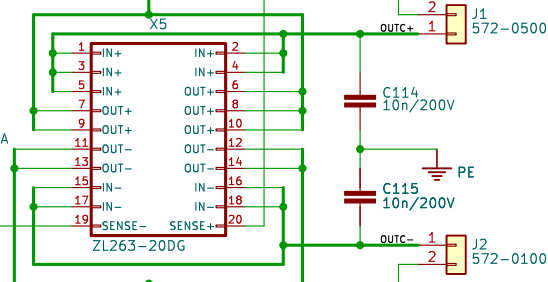 X5
2 J1
OUTC+ 1 572-0500
1 IN+ IN+ 2
3 IN+ IN+ 4
5 IN+ OUT+ 6
7 OUT+ OUT+ 8
9 OUT+ OUT+ 10
A 11 OUT- OUT- 12
13 OUT- OUT- 14
15 IN- IN- 16
17 IN- IN- 18
19 SENSE- SENSE+ 20
ZL263-20DG
C114
10n/200V
PE
C115
10n/200V
OUTC- 1 J2
2 572-0100